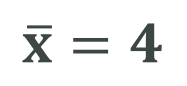 x̄ = 4